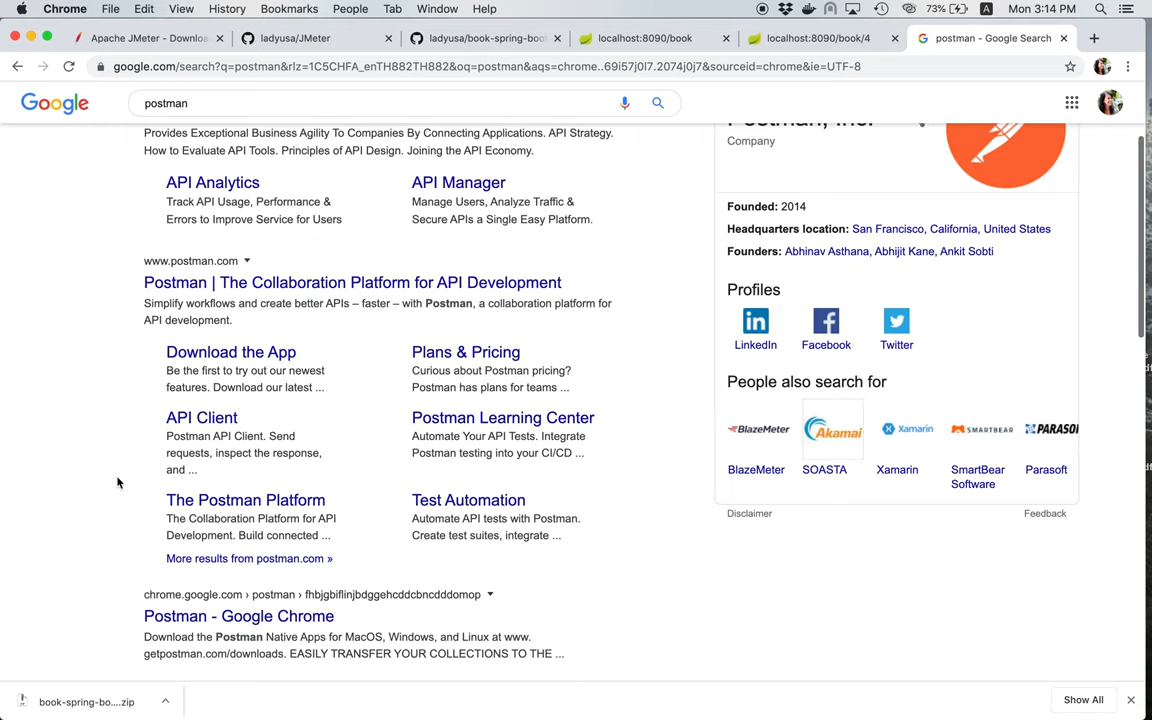 Chrome File Edit View History Bookmarks People Tab Window Help 73% A Mon 3:14 PM
Apache JMeter - Downloa ladyusa/JMeter ladyusa/book-spring-boo localhost:8090/book localhost:8090/book/4 postman - Google Search
google.com/search?q=postman&rlz=1C5CHFA_enTH882TH882&oq=postman&aqs=chrome..69i57j0l7.2074j0j7&sourceid=chrome&ie=UTF-8
Google postman
Provides Exceptional Business Agility To Companies By Connecting Applications. API Strategy.
How to Evaluate API Tools. Principles of API Design. Joining the API Economy.
API Analytics
Track API Usage, Performance &
Errors to Improve Service for Users
API Manager
Manage Users, Analyze Traffic &
Secure APIs a Single Easy Platform.
www.postman.com
Postman | The Collaboration Platform for API Development
Simplify workflows and create better APIs – faster – with Postman, a collaboration platform for
API development.
Download the App
Be the first to try out our newest
features. Download our latest ...
Plans & Pricing
Curious about Postman pricing?
Postman has plans for teams ...
API Client
Postman API Client. Send
requests, inspect the response,
and ...
Postman Learning Center
Automate Your API Tests. Integrate
Postman testing into your CI/CD ...
The Postman Platform
The Collaboration Platform for API
Development. Build connected ...
Test Automation
Automate API tests with Postman.
Create test suites, integrate ...
More results from postman.com »
chrome.google.com › postman › fhbjgbiflinjbdggehcddcbncdddomop
Postman - Google Chrome
Download the Postman Native Apps for MacOS, Windows, and Linux at www.
getpostman.com/downloads. EASILY TRANSFER YOUR COLLECTIONS TO THE ...
Postman, Inc.
Company
Founded: 2014
Headquarters location: San Francisco, California, United States
Founders: Abhinav Asthana, Abhijit Kane, Ankit Sobti
Profiles
LinkedIn Facebook Twitter
People also search for
BlazeMeter Akamai Xamarin SMARTBEAR PARASOF
BlazeMeter SOASTA Xamarin SmartBear Parasoft
Software
Disclaimer Feedback
book-spring-bo....zip Show All